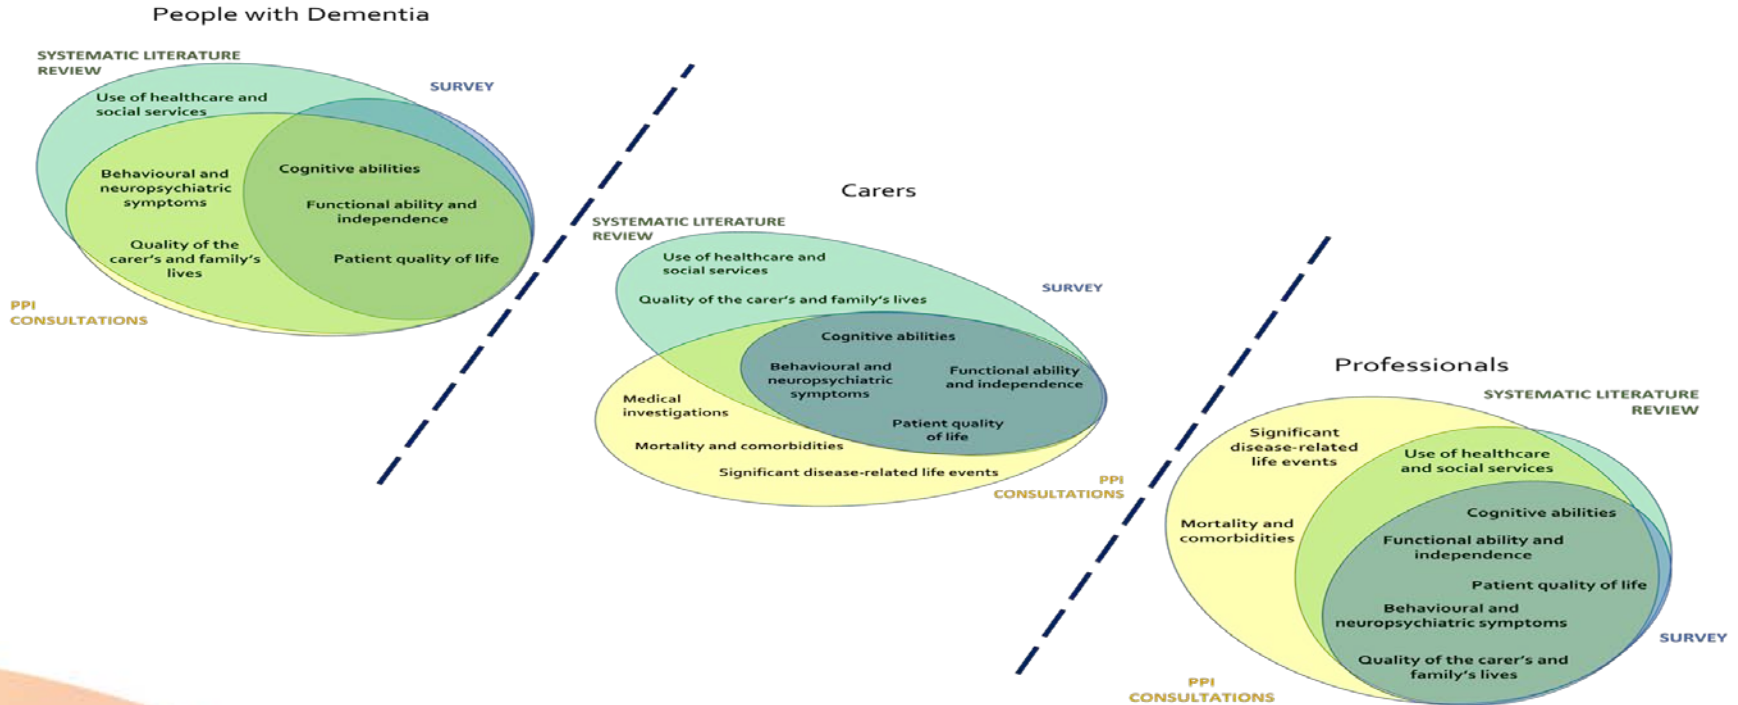 People with Dementia
SYSTEMATIC LITERATURE
REVIEW
SURVEY
Use of healthcare and
social services
Behavioural and
neuropsychiatric
symptoms
Cognitive abilities
Functional ability and
independence
Quality of the
carer's and family's
lives
Patient quality of life
PPI
CONSULTATIONS
Carers
SYSTEMATIC LITERATURE
REVIEW
Use of healthcare and
social services
SURVEY
Quality of the carer's and family's lives
Cognitive abilities
Behavioural and
neuropsychiatric
symptoms
Functional ability
and independence
Medical
investigations
Patient quality
of life
Mortality and comorbidities
Significant disease-related life events
PPI
CONSULTATIONS
Professionals
SYSTEMATIC LITERATURE
REVIEW
Significant
disease-related
life events
Use of healthcare
and social services
Cognitive abilities
Mortality and
comorbidities
Functional ability and
independence
Patient quality of life
Behavioural and
neuropsychiatric symptoms
SURVEY
Quality of the carer's and
family's lives
PPI
CONSULTATIONS